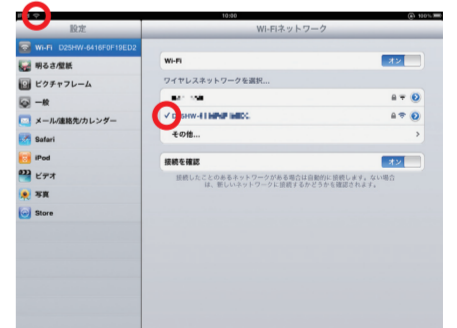 10:00
100%
設定
Wi-Fiネットワーク
Wi-Fi D25HW-6416F0F19ED2
明るさ/壁紙
ピクチャフレーム
一般
メール/連絡先/カレンダー
Safari
iPod
ビデオ
写真
Store
Wi-Fi
オン
ワイヤレスネットワークを選択...
その他...
接続を確認
オン
接続したことのあるネットワークがある場合は自動的に接続します。ない場合
は、新しいネットワークに接続するかどうかを確認されます。